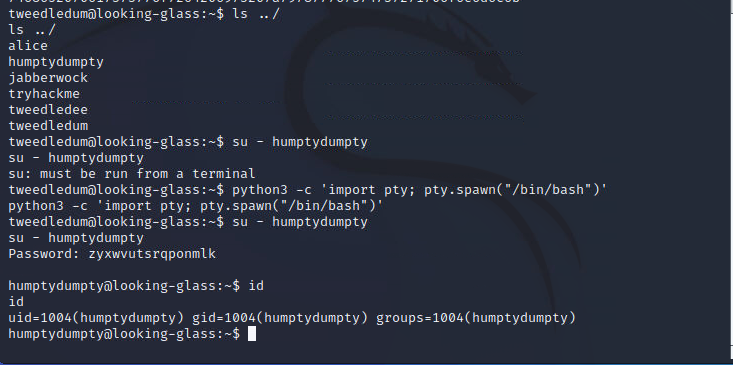 tweedledum@looking-glass:~$ ls ../
ls ../
alice
humptydumpty
jabberwock
tryhackme
tweedledee
tweedledum
tweedledum@looking-glass:~$ su - humptydumpty
su - humptydumpty
su: must be run from a terminal
tweedledum@looking-glass:~$ python3 -c 'import pty; pty.spawn("/bin/bash")'
python3 -c 'import pty; pty.spawn("/bin/bash")'
tweedledum@looking-glass:~$ su - humptydumpty
su - humptydumpty
Password: zyxwvutsrqponmlk
humptydumpty@looking-glass:~$ id
id
uid=1004(humptydumpty) gid=1004(humptydumpty) groups=1004(humptydumpty)
humptydumpty@looking-glass:~$